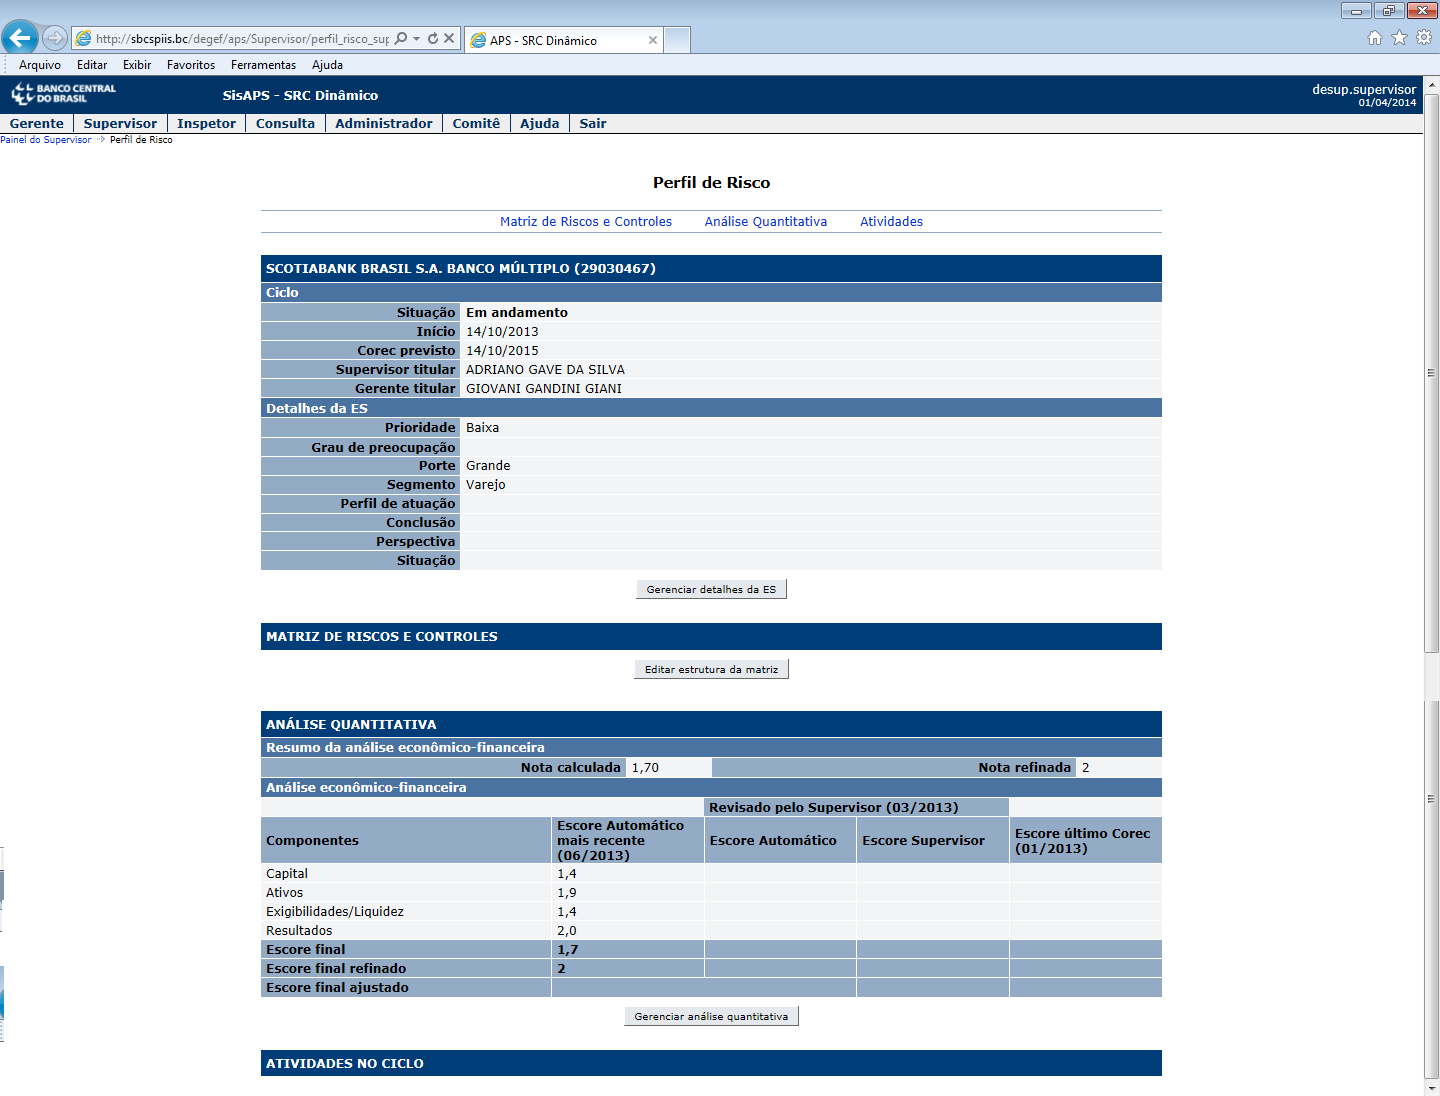 http://sbcspiis.bc/degef/aps/Supervisor/perfil_risco_sup
APS - SRC Dinâmico
Arquivo Editar Exibir Favoritos Ferramentas Ajuda
BANCO CENTRAL
DO BRASIL
SisAPS - SRC Dinâmico
desup.supervisor
01/04/2014
Gerente Supervisor Inspetor Consulta Administrador Comitê Ajuda Sair
Painel do Supervisor Perfil de Risco
Perfil de Risco
Matriz de Riscos e Controles Análise Quantitativa Atividades
SCOTIABANK BRASIL S.A. BANCO MÚLTIPLO (29030467)
Ciclo
Situação Em andamento
Início 14/10/2013
Corec previsto 14/10/2015
Supervisor titular ADRIANO GAVE DA SILVA
Gerente titular GIOVANI GANDINI GIANI
Detalhes da ES
Prioridade Baixa
Grau de preocupação
Porte Grande
Segmento Varejo
Perfil de atuação
Conclusão
Perspectiva
Situação
Gerenciar detalhes da ES
MATRIZ DE RISCOS E CONTROLES
Editar estrutura da matriz
ANÁLISE QUANTITATIVA
Resumo da análise econômico-financeira
Nota calculada 1,70 Nota refinada 2
Análise econômico-financeira
Revisado pelo Supervisor (03/2013)
Componentes Escore Automático mais recente (06/2013) Escore Automático Escore Supervisor Escore último Corec (01/2013)
Capital 1,4
Ativos 1,9
Exigibilidades/Liquidez 1,4
Resultados 2,0
Escore final 1,7
Escore final refinado 2
Escore final ajustado
Gerenciar análise quantitativa
ATIVIDADES NO CICLO